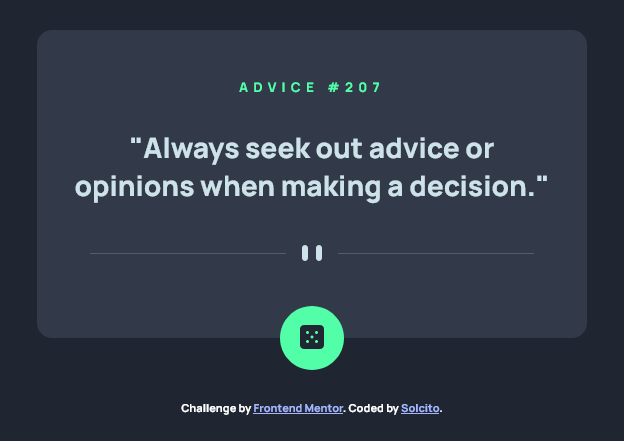 ADVICE #207
"Always seek out advice or
opinions when making a decision."
Challenge by Frontend Mentor. Coded by Solcito.